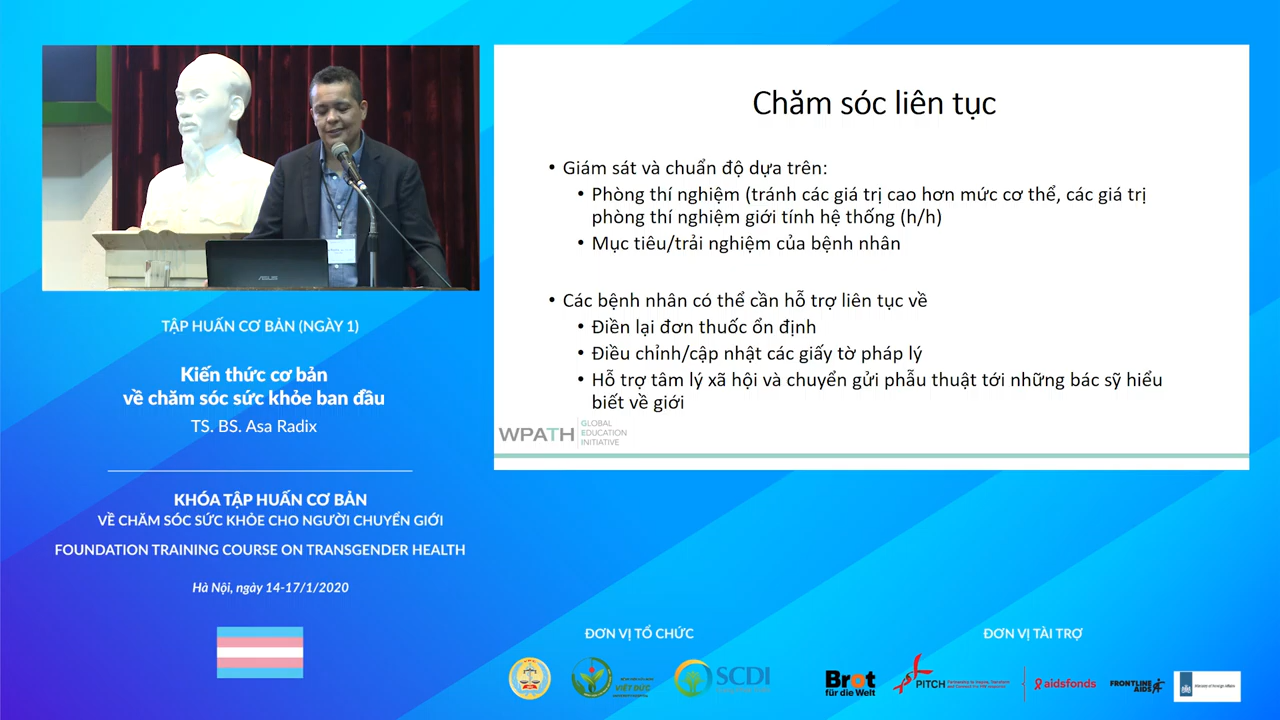 ASUS
TẬP HUẤN CƠ BẢN (NGÀY 1)
Kiến thức cơ bản
về chăm sóc sức khỏe ban đầu
TS. BS. Asa Radix
KHÓA TẬP HUẤN CƠ BẢN
VỀ CHĂM SÓC SỨC KHỎE CHO NGƯỜI CHUYỂN GIỚI
FOUNDATION TRAINING COURSE ON TRANSGENDER HEALTH
Hà Nội, ngày 14-17/1/2020
Chăm sóc liên tục
• Giám sát và chuẩn độ dựa trên:
• Phòng thí nghiệm (tránh các giá trị cao hơn mức cơ thể, các giá trị
phòng thí nghiệm giới tính hệ thống (h/h)
• Mục tiêu/trải nghiệm của bệnh nhân
• Các bệnh nhân có thể cần hỗ trợ liên tục về
• Điền lại đơn thuốc ổn định
• Điều chỉnh/cập nhật các giấy tờ pháp lý
• Hỗ trợ tâm lý xã hội và chuyển gửi phẫu thuật tới những bác sỹ hiểu
biết về giới
WPATH
GLOBAL
EDUCATION
INITIATIVE
ĐƠN VỊ TỔ CHỨC
VIỆT ĐỨC
SCDI
ĐƠN VỊ TÀI TRỢ
Brot
für die Welt
PITCH
aidsfonds
FRONTLINE
AIDS
Ministry of Foreign Affairs